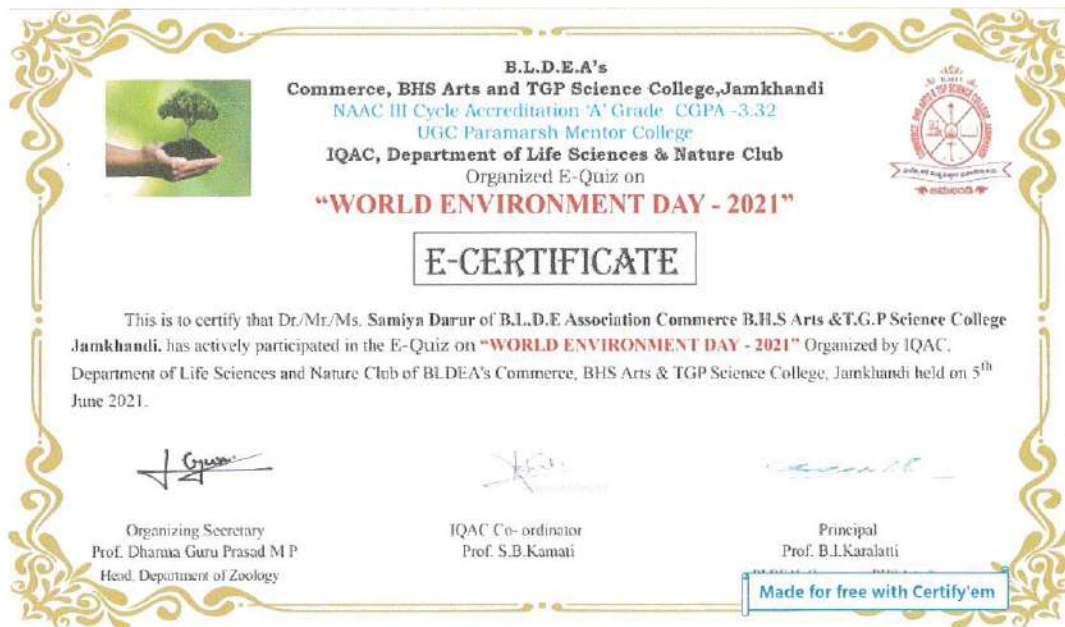 B.L.D.E.A's
Commerce, BHS Arts and TGP Science College,Jamkhandi
NAAC III Cycle Accreditation 'A' Grade CGPA -3.32
UGC Paramarsh Mentor College
IQAC, Department of Life Sciences & Nature Club
Organized E-Quiz on
“WORLD ENVIRONMENT DAY - 2021”
E-CERTIFICATE
This is to certify that Dr./Mr./Ms. Samiya Darur of B.L.D.E Association Commerce B.H.S Arts &T.G.P Science College
Jamkhandi. has actively participated in the E-Quiz on “WORLD ENVIRONMENT DAY - 2021” Organized by IQAC,
Department of Life Sciences and Nature Club of BLDEA's Commerce, BHS Arts & TGP Science College, Jamkhandi held on 5th
June 2021.
Organizing Secretary
Prof. Dharma Guru Prasad M P
Head, Department of Zoology
IQAC Co- ordinator
Prof. S.B.Kamati
Principal
Prof. B.I.Karalatti
Made for free with Certify'em